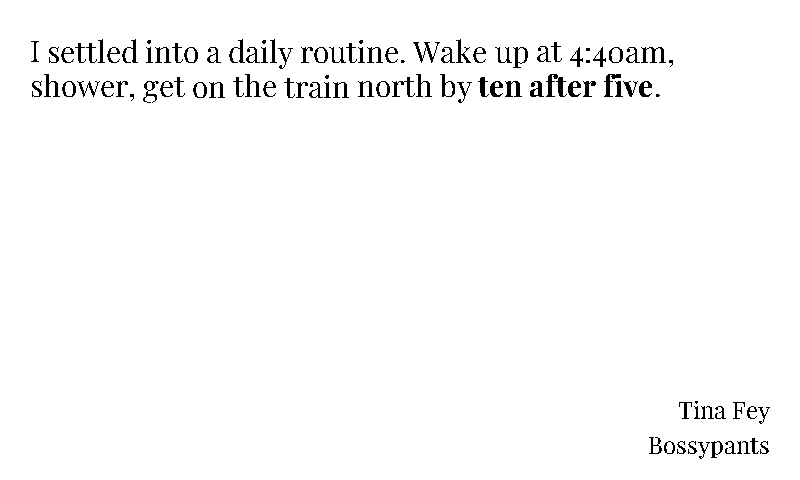 I settled into a daily routine. Wake up at 4:40am,
shower, get on the train north by ten after five.
Tina Fey
Bossypants